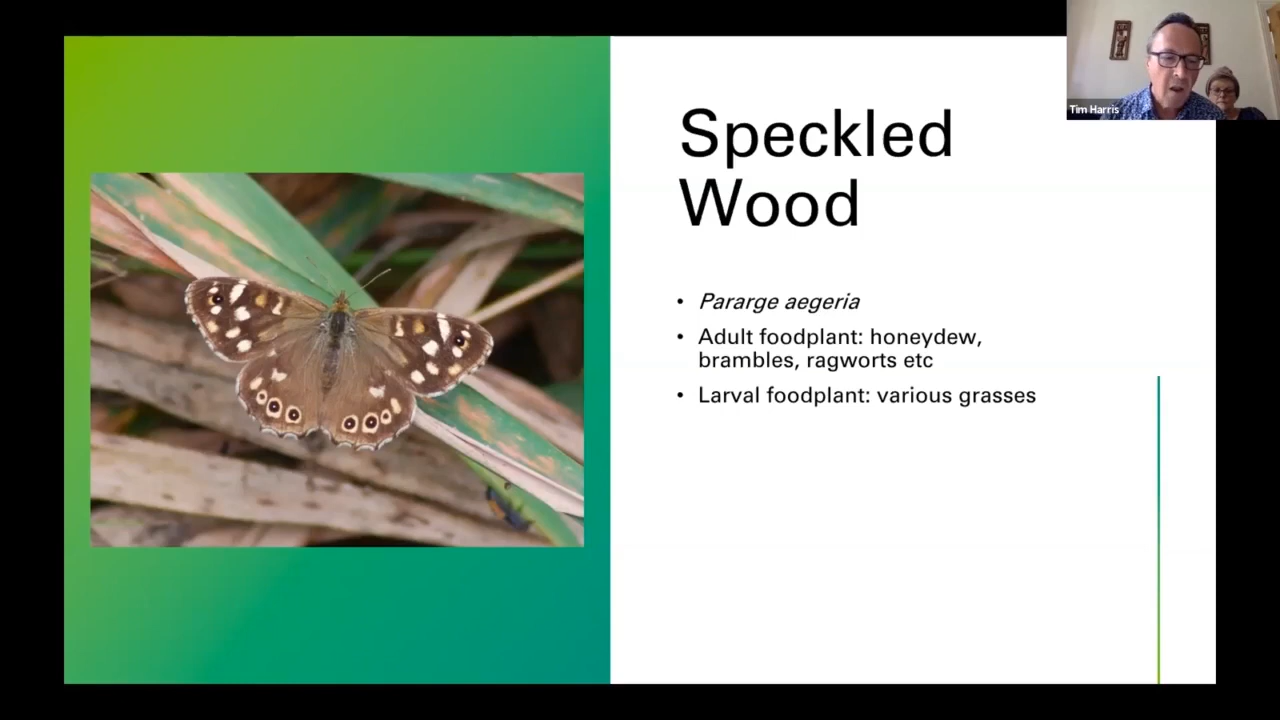 Speckled
Wood
• Pararge aegeria
• Adult foodplant: honeydew,
brambles, ragworts etc
• Larval foodplant: various grasses
Tim Harris